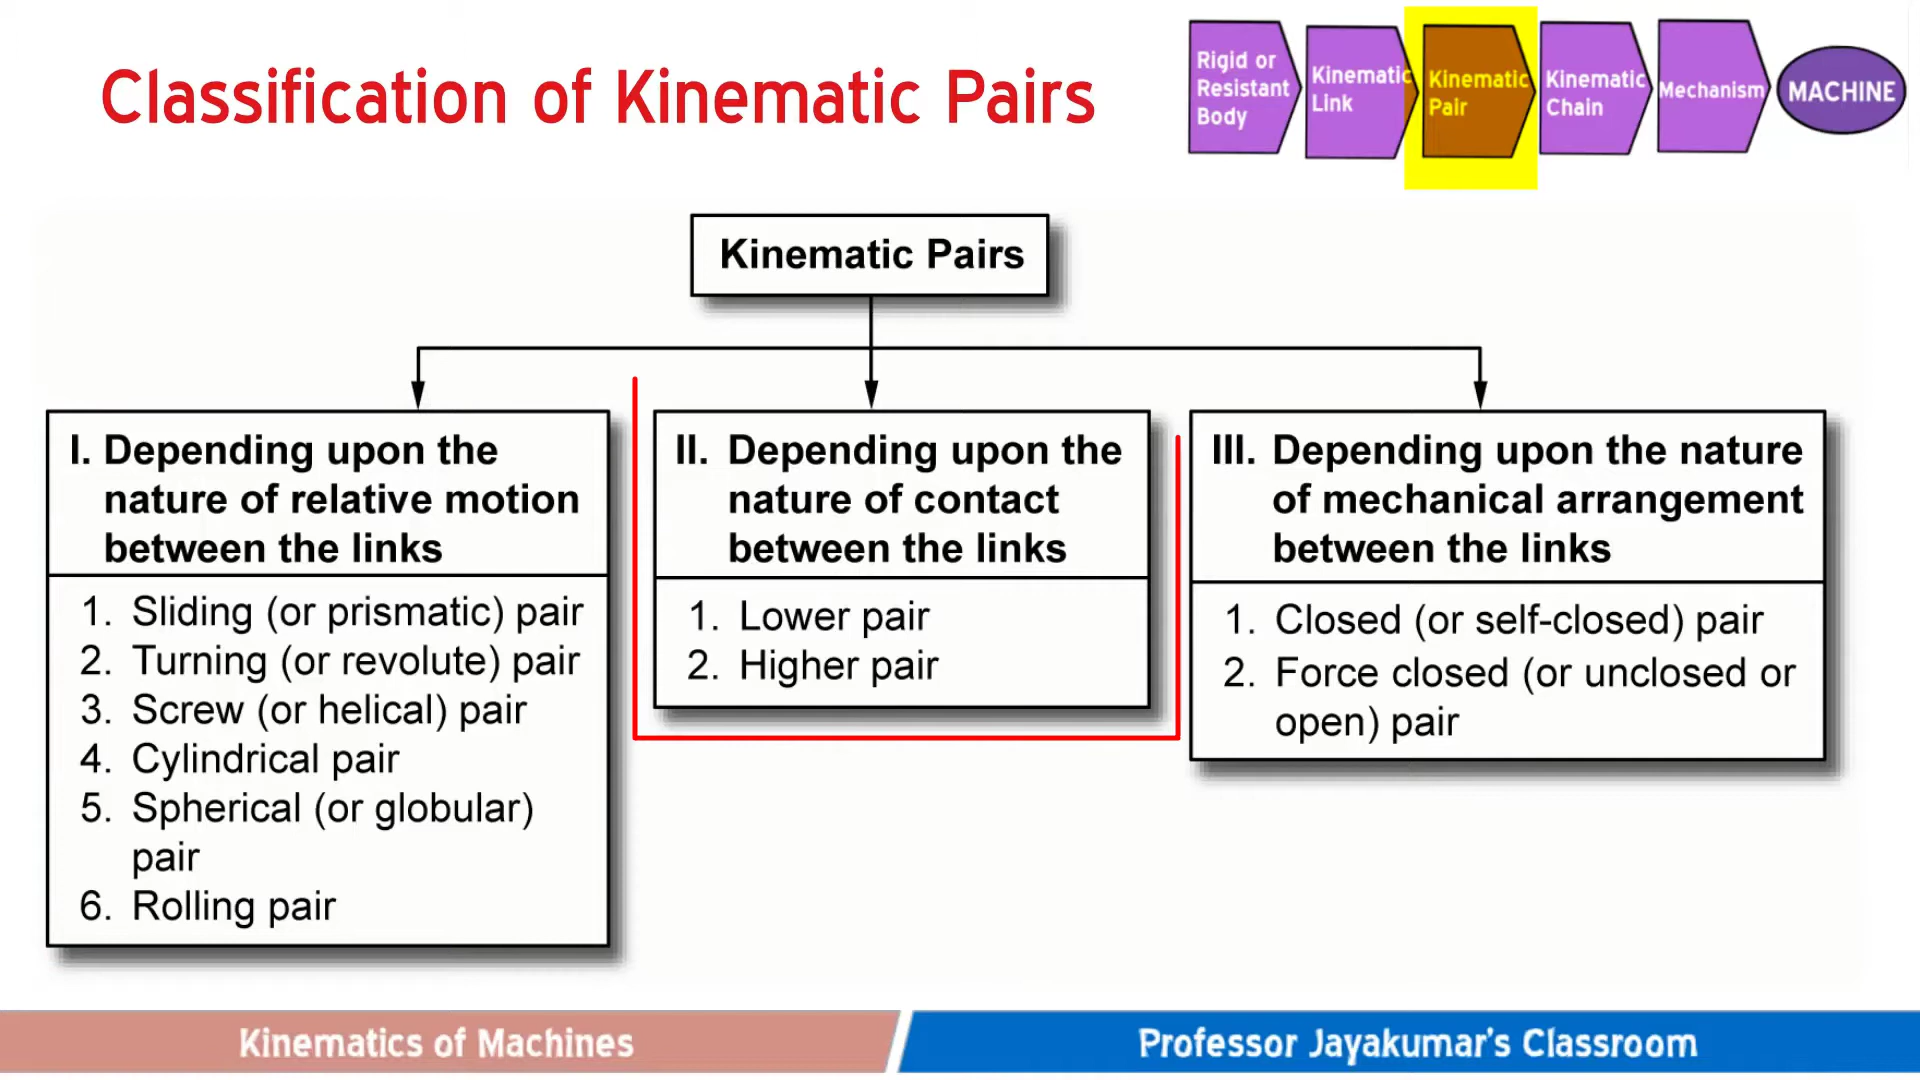 Classification of Kinematic Pairs
Rigid or
Resistant
Body
Kinematic
Link
Kinematic
Pair
Kinematic
Chain
Mechanism
MACHINE
Kinematic Pairs
I. Depending upon the
nature of relative motion
between the links
1. Sliding (or prismatic) pair
2. Turning (or revolute) pair
3. Screw (or helical) pair
4. Cylindrical pair
5. Spherical (or globular)
pair
6. Rolling pair
II. Depending upon the
nature of contact
between the links
1. Lower pair
2. Higher pair
III. Depending upon the nature
of mechanical arrangement
between the links
1. Closed (or self-closed) pair
2. Force closed (or unclosed or
open) pair
Kinematics of Machines
Professor Jayakumar's Classroom